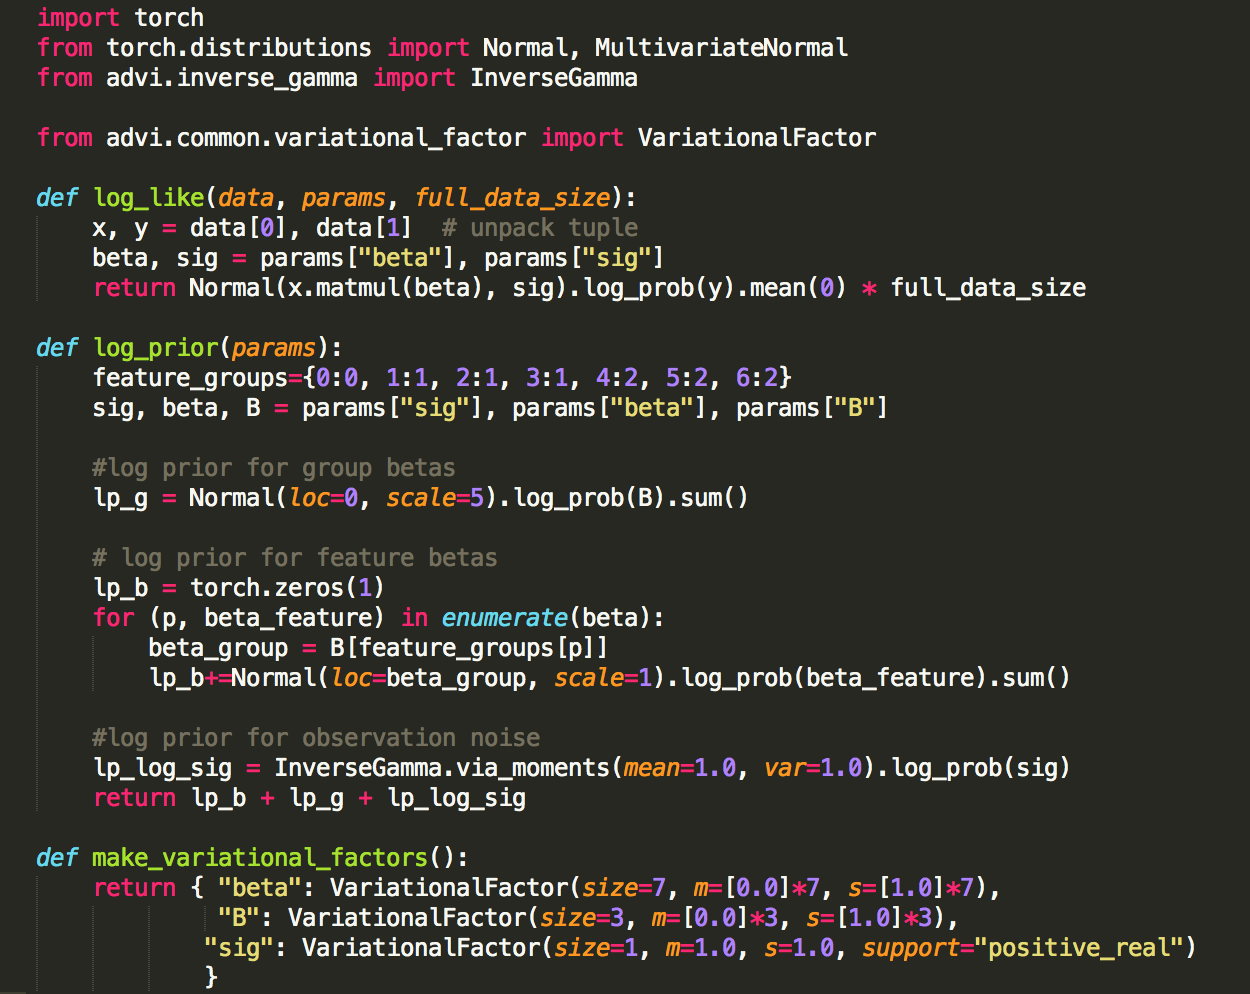 import torch
from torch.distributions import Normal, MultivariateNormal
from advi.inverse_gamma import InverseGamma

from advi.common.variational_factor import VariationalFactor

def log_like(data, params, full_data_size):
    x, y = data[0], data[1]  # unpack tuple
    beta, sig = params["beta"], params["sig"]
    return Normal(x.matmul(beta), sig).log_prob(y).mean(0) * full_data_size

def log_prior(params):
    feature_groups={0:0, 1:1, 2:1, 3:1, 4:2, 5:2, 6:2}
    sig, beta, B = params["sig"], params["beta"], params["B"]

    #log prior for group betas
    lp_g = Normal(loc=0, scale=5).log_prob(B).sum()

    # log prior for feature betas
    lp_b = torch.zeros(1)
    for (p, beta_feature) in enumerate(beta):
        beta_group = B[feature_groups[p]]
        lp_b+=Normal(loc=beta_group, scale=1).log_prob(beta_feature).sum()

    #log prior for observation noise
    lp_log_sig = InverseGamma.via_moments(mean=1.0, var=1.0).log_prob(sig)
    return lp_b + lp_g + lp_log_sig

def make_variational_factors():
    return { "beta": VariationalFactor(size=7, m=[0.0]*7, s=[1.0]*7),
             "B": VariationalFactor(size=3, m=[0.0]*3, s=[1.0]*3),
            "sig": VariationalFactor(size=1, m=1.0, s=1.0, support="positive_real")
            }